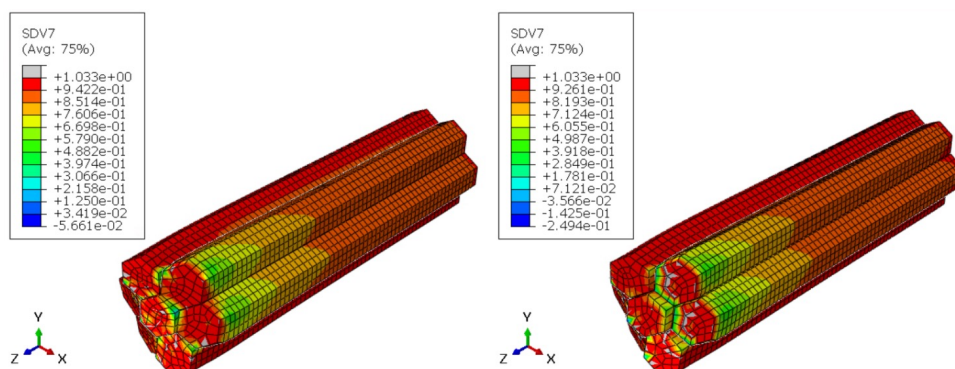 SDV7
(Avg: 75%)
+1.033e+00
+9.422e-01
+8.514e-01
+7.606e-01
+6.698e-01
+5.790e-01
+4.882e-01
+3.974e-01
+3.066e-01
+2.158e-01
+1.250e-01
+3.419e-02
-5.661e-02
Y
Z
X
SDV7
(Avg: 75%)
+1.033e+00
+9.261e-01
+8.193e-01
+7.124e-01
+6.055e-01
+4.987e-01
+3.918e-01
+2.849e-01
+1.781e-01
+7.121e-02
-3.566e-02
-1.425e-01
-2.494e-01
Y
Z
X